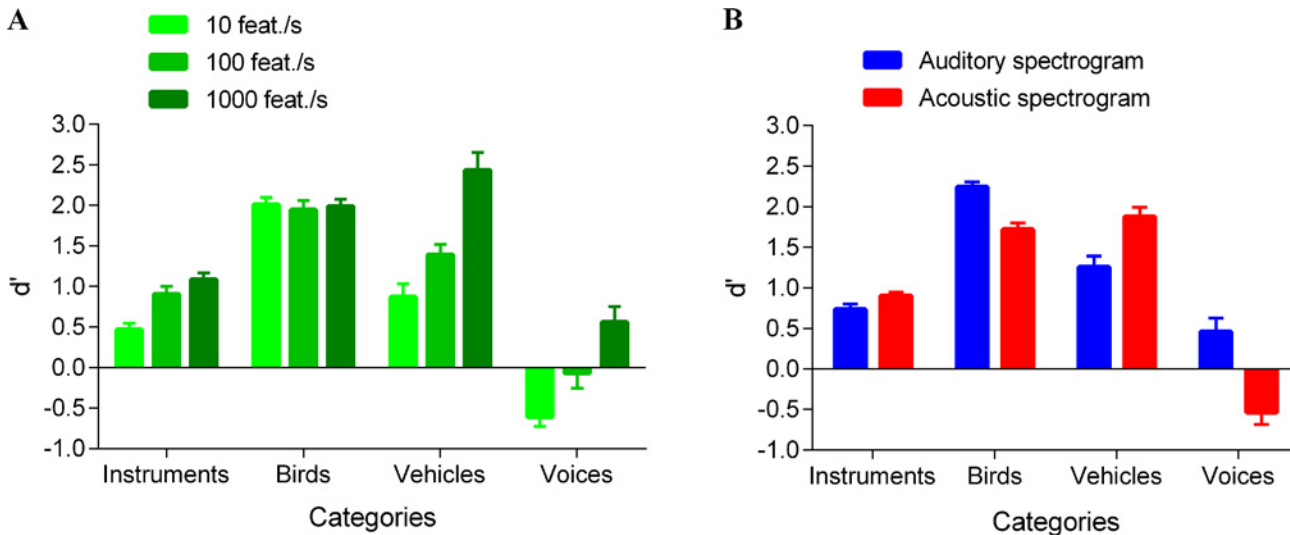 A
10 feat./s
100 feat./s
1000 feat./s
3.0
2.5
2.0
1.5
1.0
0.5
0.0
-0.5
-1.0
d'
Instruments Birds Vehicles Voices
Categories
B
Auditory spectrogram
Acoustic spectrogram
3.0
2.5
2.0
1.5
1.0
0.5
0.0
-0.5
-1.0
d'
Instruments Birds Vehicles Voices
Categories